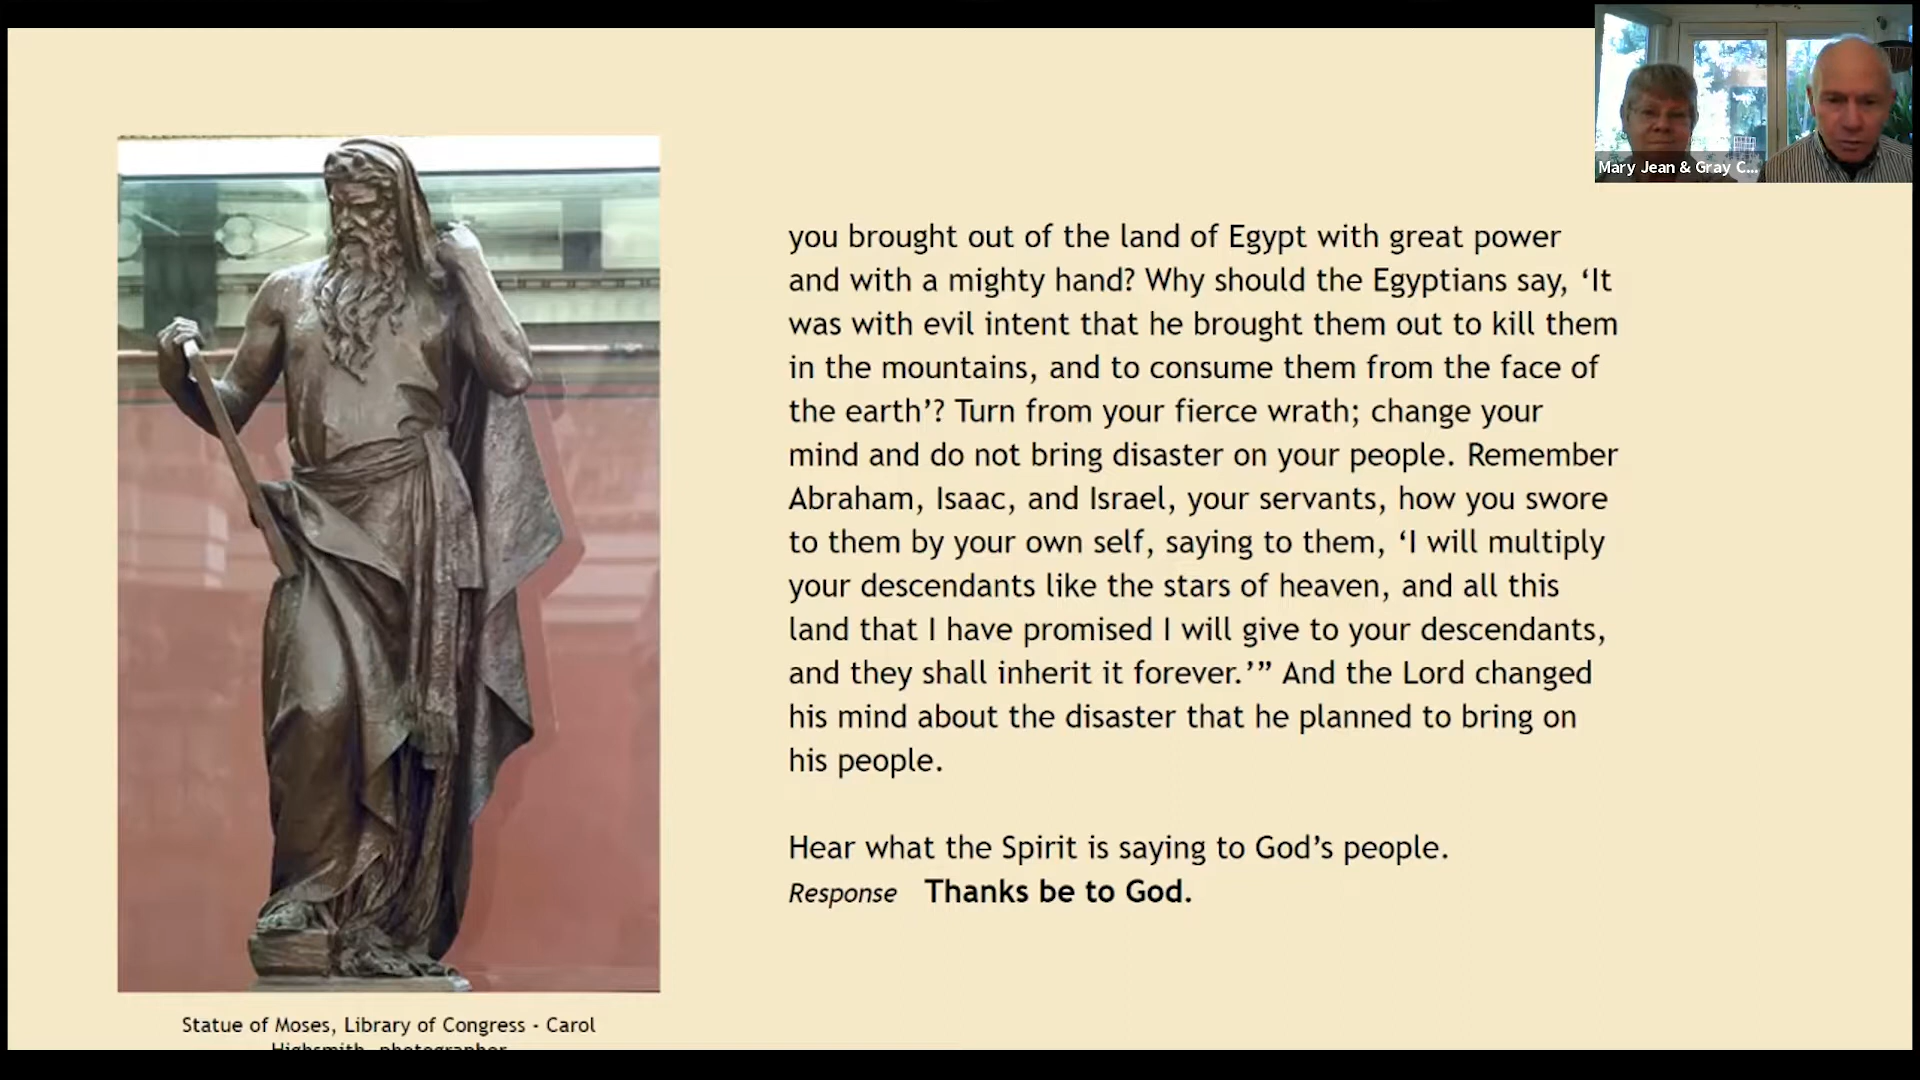 Mary Jean & Gray C...
you brought out of the land of Egypt with great power
and with a mighty hand? Why should the Egyptians say, ‘It
was with evil intent that he brought them out to kill them
in the mountains, and to consume them from the face of
the earth’? Turn from your fierce wrath; change your
mind and do not bring disaster on your people. Remember
Abraham, Isaac, and Israel, your servants, how you swore
to them by your own self, saying to them, ‘I will multiply
your descendants like the stars of heaven, and all this
land that I have promised I will give to your descendants,
and they shall inherit it forever.’” And the Lord changed
his mind about the disaster that he planned to bring on
his people.
Hear what the Spirit is saying to God’s people.
Response Thanks be to God.
Statue of Moses, Library of Congress - Carol
Highsmith, photographer